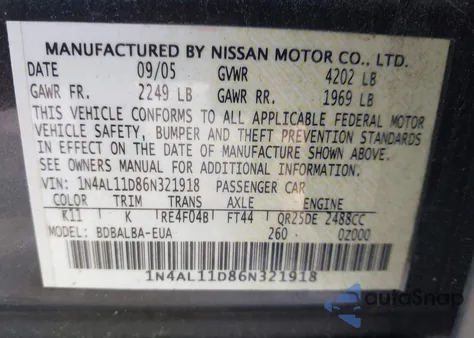 MANUFACTURED BY NISSAN MOTOR CO., LTD.
DATE 09/05 GVWR 4202 LB
GAWR FR. 2249 LB GAWR RR. 1969 LB
THIS VEHICLE CONFORMS TO ALL APPLICABLE FEDERAL MOTOR
VEHICLE SAFETY, BUMPER AND THEFT PREVENTION STANDARDS
IN EFFECT ON THE DATE OF MANUFACTURE SHOWN ABOVE.
SEE OWNERS MANUAL FOR ADDITIONAL INFORMATION.
VIN: 1N4AL11D86N321918 PASSENGER CAR
COLOR TRIM TRANS AXLE ENGINE
K11 K RE4F04B FT44 QR25DE 2488CC
MODEL: BDBALBA-EUA 260 0Z000
1N4AL11D86N321918
autoSnap